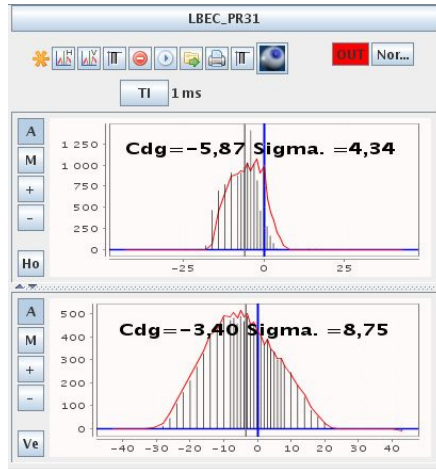 LBEC_PR31
H V OUT Nor...
TI 1 ms
A
M
+
-
Ho
Cdg=-5,87 Sigma. =4,34
1 250
1 000
750
500
250
0
-25 0 25
A
M
+
-
Ve
Cdg=-3,40 Sigma. =8,75
500
400
300
200
100
0
-40 -30 -20 -10 0 10 20 30 40